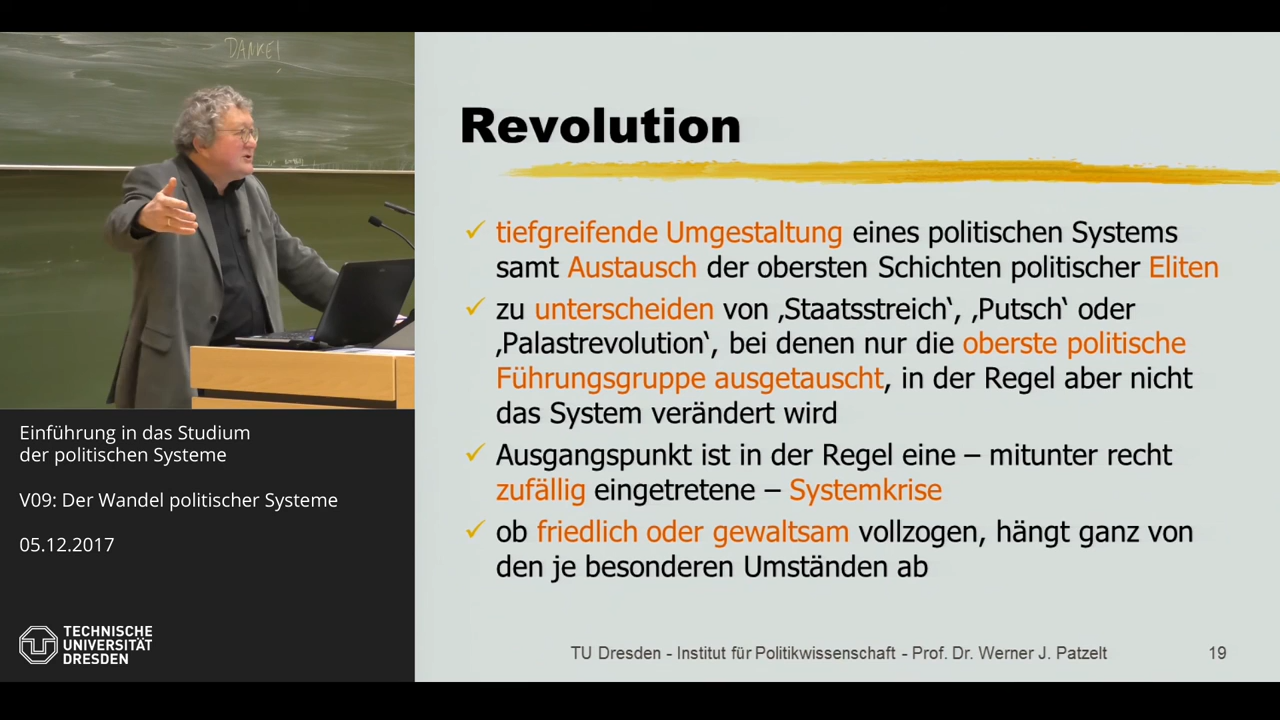 DANKE!
Einführung in das Studium
der politischen Systeme
V09: Der Wandel politischer Systeme
05.12.2017
TECHNISCHE
UNIVERSITÄT
DRESDEN
Revolution
✓ tiefgreifende Umgestaltung eines politischen Systems
samt Austausch der obersten Schichten politischer Eliten
✓ zu unterscheiden von ‚Staatsstreich‘, ‚Putsch‘ oder
‚Palastrevolution‘, bei denen nur die oberste politische
Führungsgruppe ausgetauscht, in der Regel aber nicht
das System verändert wird
✓ Ausgangspunkt ist in der Regel eine – mitunter recht
zufällig eingetretene – Systemkrise
✓ ob friedlich oder gewaltsam vollzogen, hängt ganz von
den je besonderen Umständen ab
TU Dresden - Institut für Politikwissenschaft - Prof. Dr. Werner J. Patzelt
19